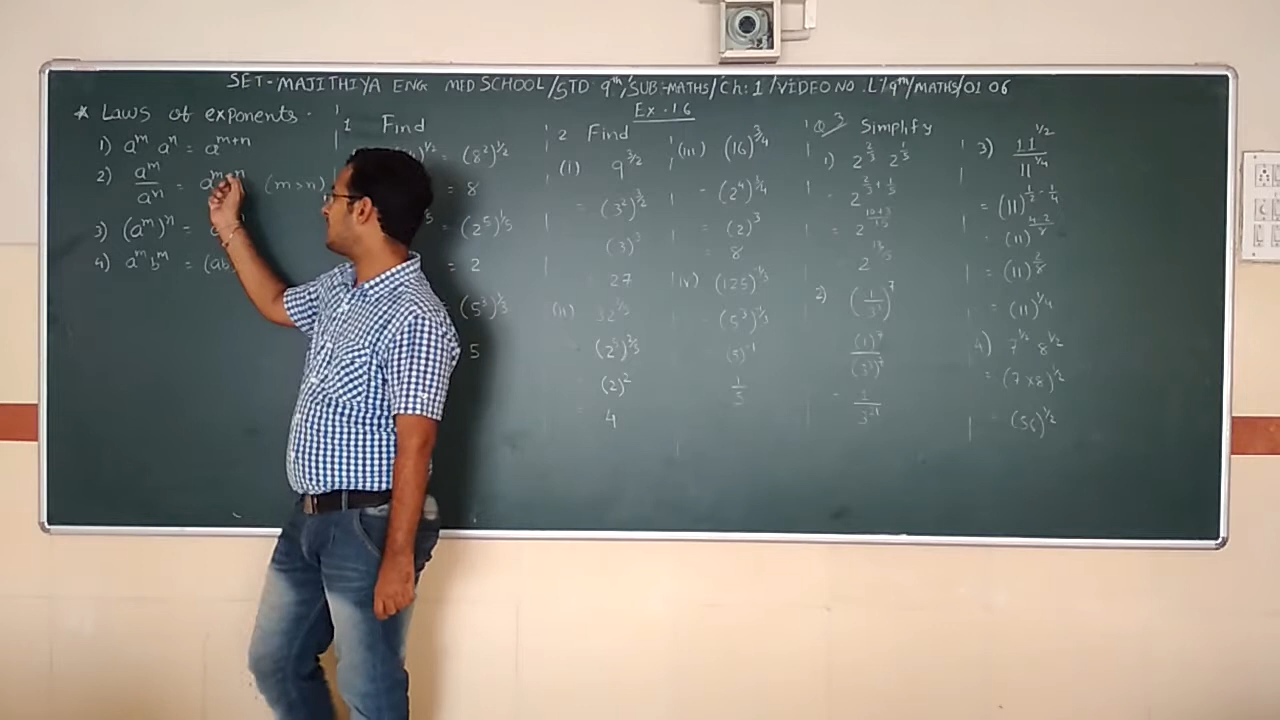 SET-MAJITHIYA ENG MED SCHOOL/STD 9th/SUB-MATHS/Ch:1/VIDEO NO.L1/9th/MATHS/01 06
Ex. 1.6
* Laws of exponents.
1) a^m a^n = a^{m+n}
2) a^m/a^n = (m>n)
3) (a^m)^n =
4) a^m b^m = (ab
1 Find
= (8^2)^{1/2}
= 8
= (2^5)^{1/5}
= 2
= (5^3)^{1/3}
5
2 Find
(i) 9^{3/2}
= (3^2)^{3/2}
(3)^3
27
(ii) 32^{2/5}
(2^5)^{2/5}
= (2)^2
= 4
(iii) (16)^{3/4}
= (2^4)^{3/4}
= (2)^3
= 8
(iv) (125)^{-1/3}
(5^3)^{-1/3}
(5)^{-1}
1/5
Q 3 Simplify
1) 2^{2/3} 2^{1/5}
= 2^{2/3 + 1/5}
= 2^{(10+3)/15}
2^{13/15}
2) (1/3^3)^7
(1)^7/(3^3)^7
= 1/3^{21}
3) 11^{1/2}/11^{1/4}
= (11)^{1/2 - 1/4}
= (11)^{(4-2)/8}
= (11)^{2/8}
= (11)^{1/4}
4) 7^{1/2} 8^{1/2}
= (7×8)^{1/2}
= (56)^{1/2}